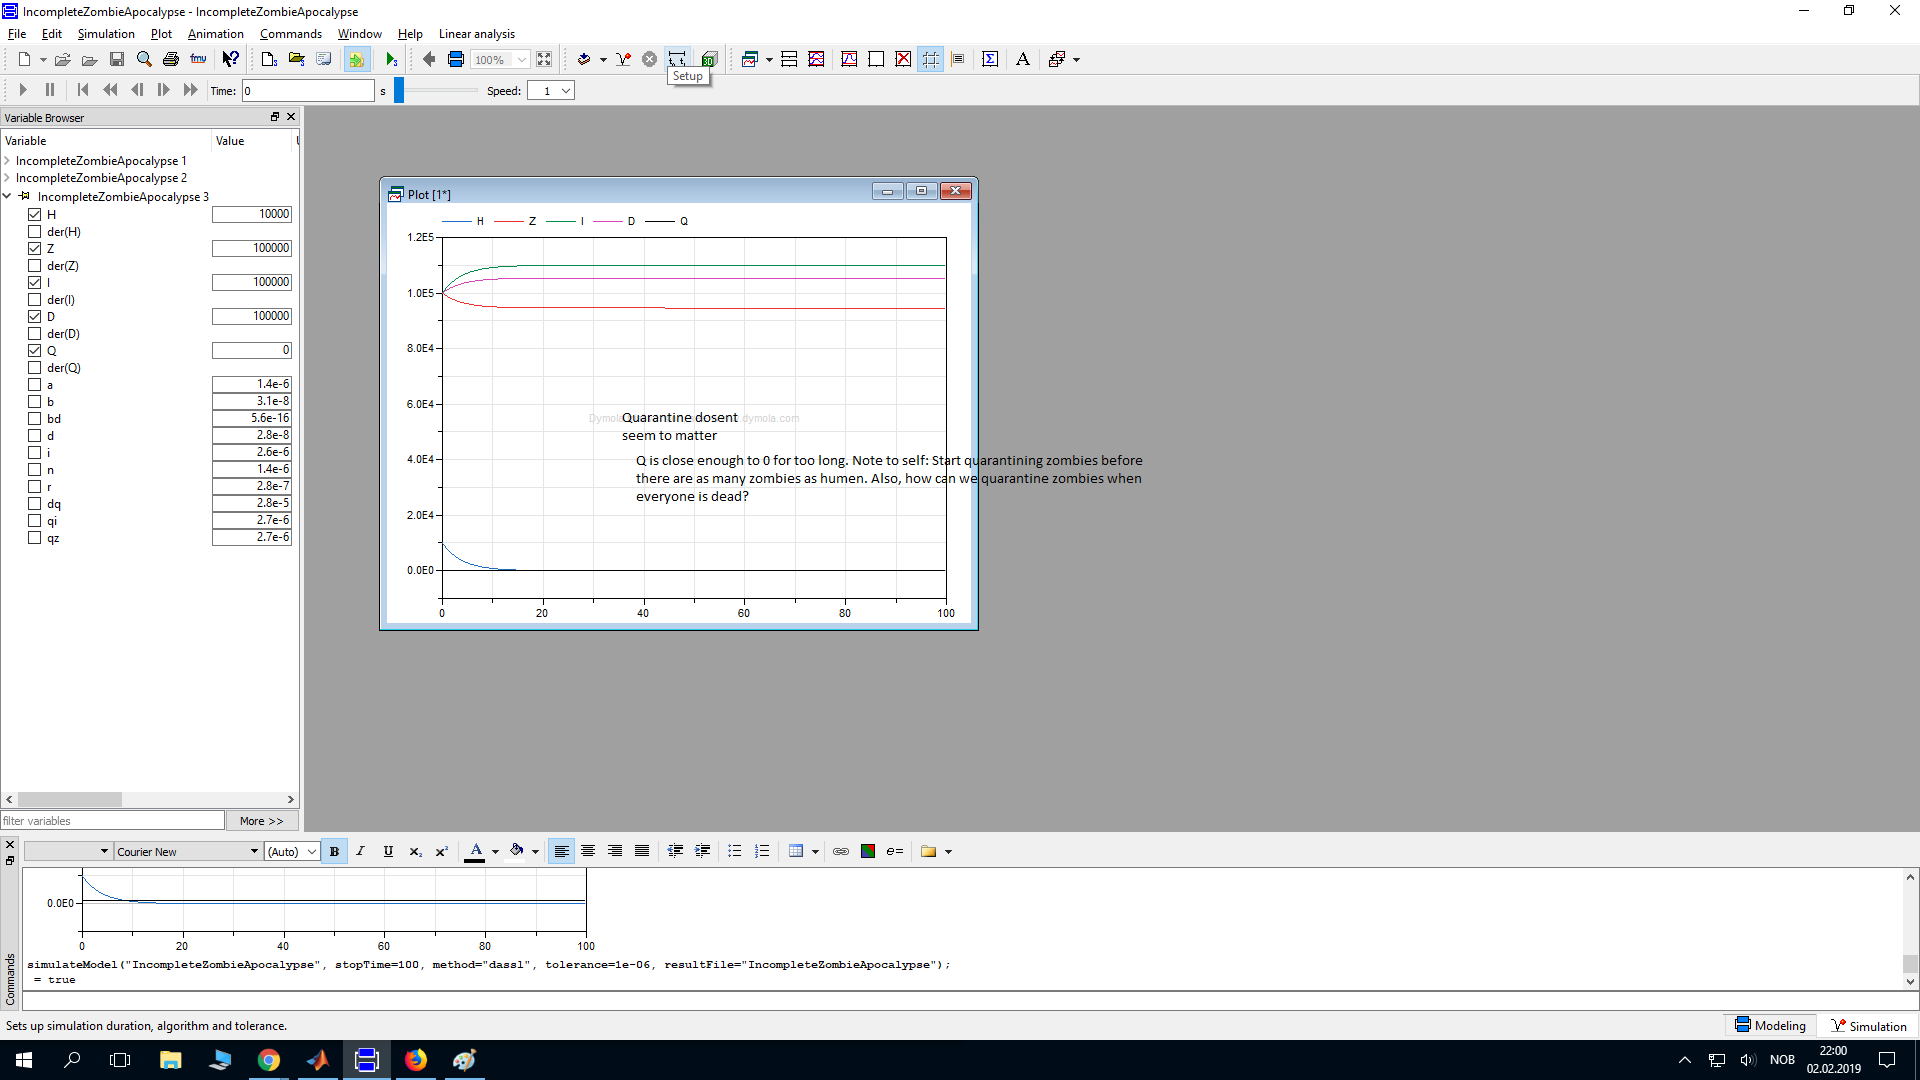 IncompleteZombieApocalypse - IncompleteZombieApocalypse
File Edit Simulation Plot Animation Commands Window Help Linear analysis
fmu 100% 3D Σ A
Setup
Time: 0 s Speed: 1
Variable Browser
Variable Value
IncompleteZombieApocalypse 1
IncompleteZombieApocalypse 2
IncompleteZombieApocalypse 3
H 10000
der(H)
Z 100000
der(Z)
I 100000
der(I)
D 100000
der(D)
Q 0
der(Q)
a 1.4e-6
b 3.1e-8
bd 5.6e-16
d 2.8e-8
i 2.6e-6
n 1.4e-6
r 2.8e-7
dq 2.8e-5
qi 2.7e-6
qz 2.7e-6
filter variables More >>
Plot [1*]
H Z I D Q
1.2E5
1.0E5
8.0E4
6.0E4
4.0E4
2.0E4
0.0E0
0 20 40 60 80 100
Quarantine dosent
seem to matter
Q is close enough to 0 for too long. Note to self: Start quarantining zombies before
there are as many zombies as humen. Also, how can we quarantine zombies when
everyone is dead?
Courier New (Auto) B I U x₂ x² A e=
0.0E0
0 20 40 60 80 100
simulateModel("IncompleteZombieApocalypse", stopTime=100, method="dassl", tolerance=1e-06, resultFile="IncompleteZombieApocalypse");
= true
Commands
Sets up simulation duration, algorithm and tolerance.
Modeling Simulation
NOB 22:00
02.02.2019